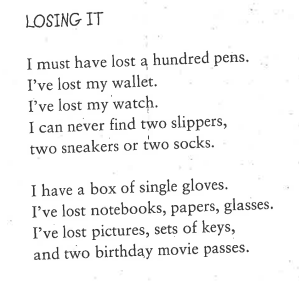 LOSING IT
I must have lost a hundred pens.
I've lost my wallet.
I've lost my watch.
I can never find two slippers,
two sneakers or two socks.
I have a box of single gloves.
I've lost notebooks, papers, glasses.
I've lost pictures, sets of keys,
and two birthday movie passes.